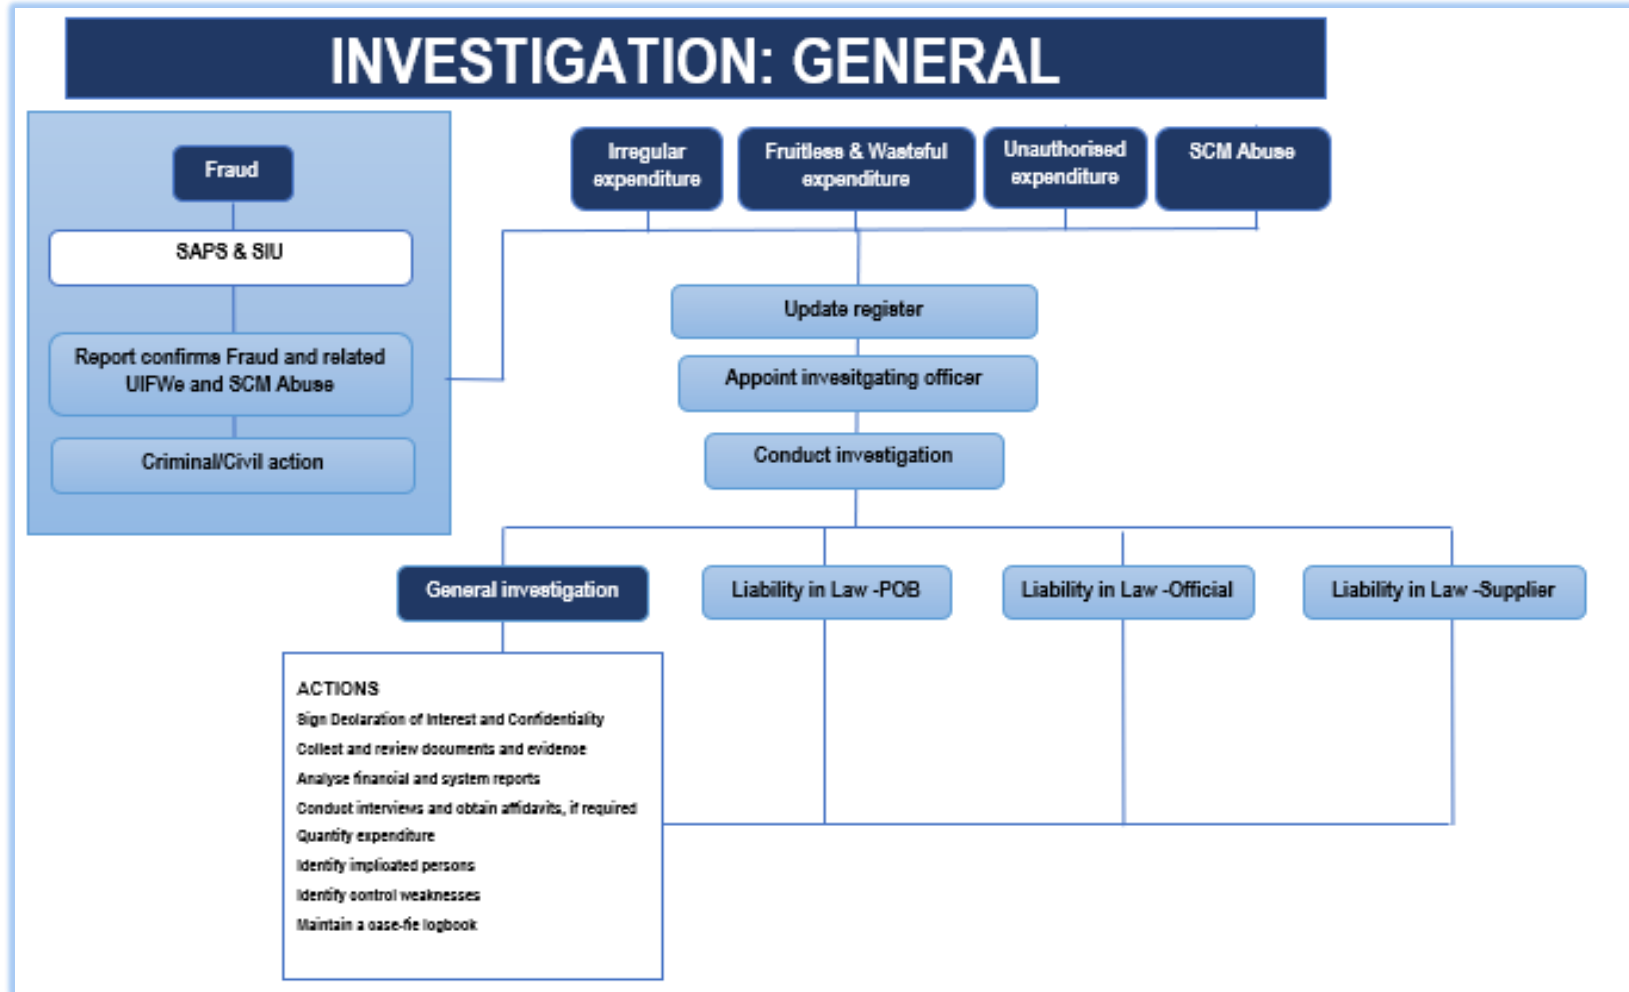 INVESTIGATION: GENERAL
Fraud
SAPS & SIU
Report confirms Fraud and related
UIFWe and SCM Abuse
Criminal/Civil action
Irregular
expenditure
Fruitless & Wasteful
expenditure
Unauthorised
expenditure
SCM Abuse
Update register
Appoint invesitgating officer
Conduct investigation
General investigation
Liability in Law -POB
Liability in Law -Official
Liability in Law -Supplier
ACTIONS
Sign Declaration of Interest and Confidentiality
Collect and review documents and evidence
Analyse financial and system reports
Conduct interviews and obtain affidavits, if required
Quantify expenditure
Identify implicated persons
Identify control weaknesses
Maintain a case-fie logbook